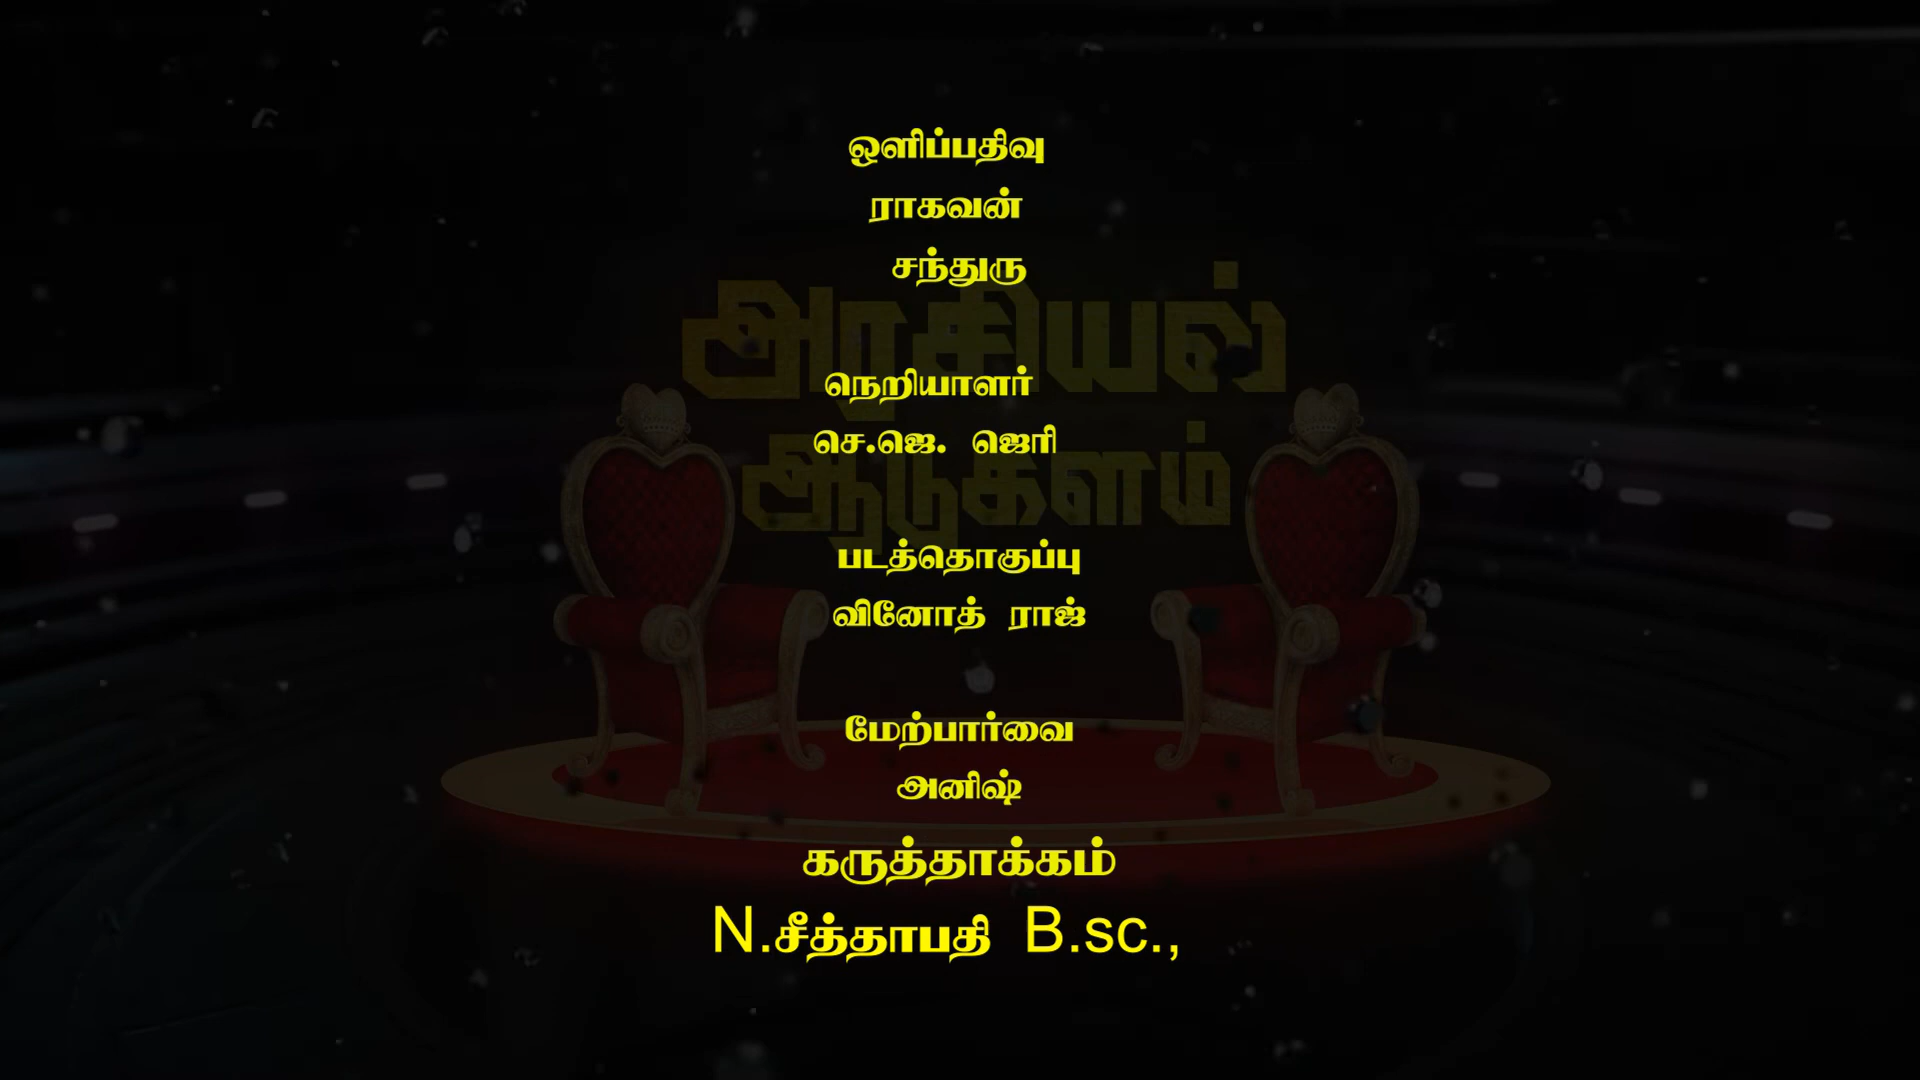 ஒளிப்பதிவு
ராகவன்
சந்துரு
அரசியல்
ஆடுகளம்
நெறியாளர்
செ.ஜெ. ஜெரி
படத்தொகுப்பு
வினோத் ராஜ்
மேற்பார்வை
அனிஷ்
கருத்தாக்கம்
N.சீத்தாபதி B.sc.,